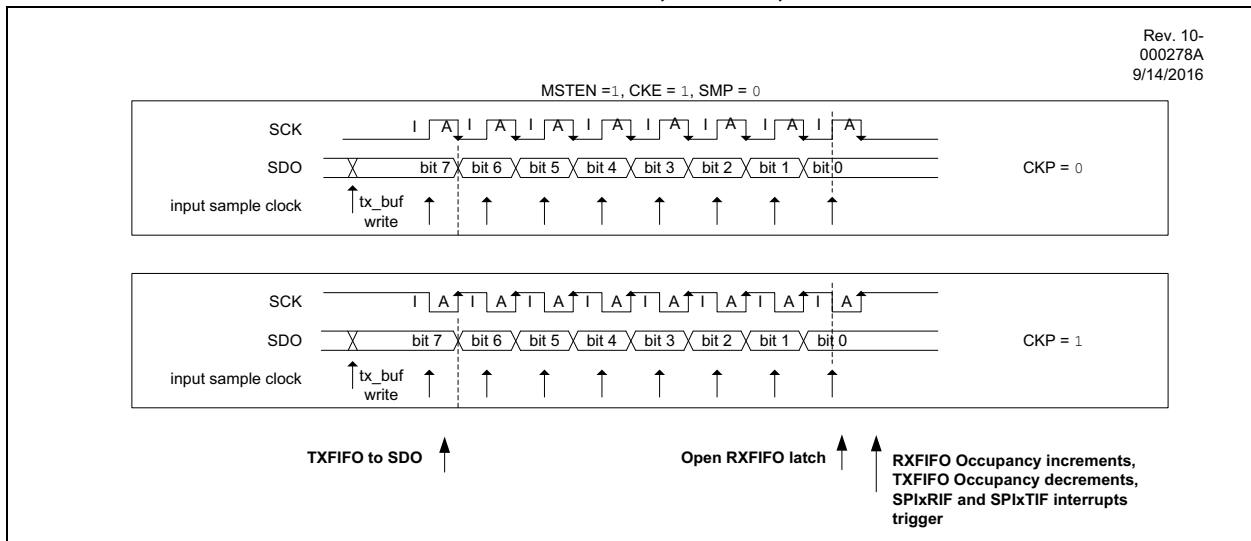 Rev. 10-
000278A
9/14/2016
MSTEN =1, CKE = 1, SMP = 0
SCK I A I A I A I A I A I A I A I A
SDO bit 7 bit 6 bit 5 bit 4 bit 3 bit 2 bit 1 bit 0 CKP = 0
input sample clock tx_buf
write
SCK I A I A I A I A I A I A I A I A
SDO bit 7 bit 6 bit 5 bit 4 bit 3 bit 2 bit 1 bit 0 CKP = 1
input sample clock tx_buf
write
TXFIFO to SDO Open RXFIFO latch RXFIFO Occupancy increments,
TXFIFO Occupancy decrements,
SPIxRIF and SPIxTIF interrupts
trigger